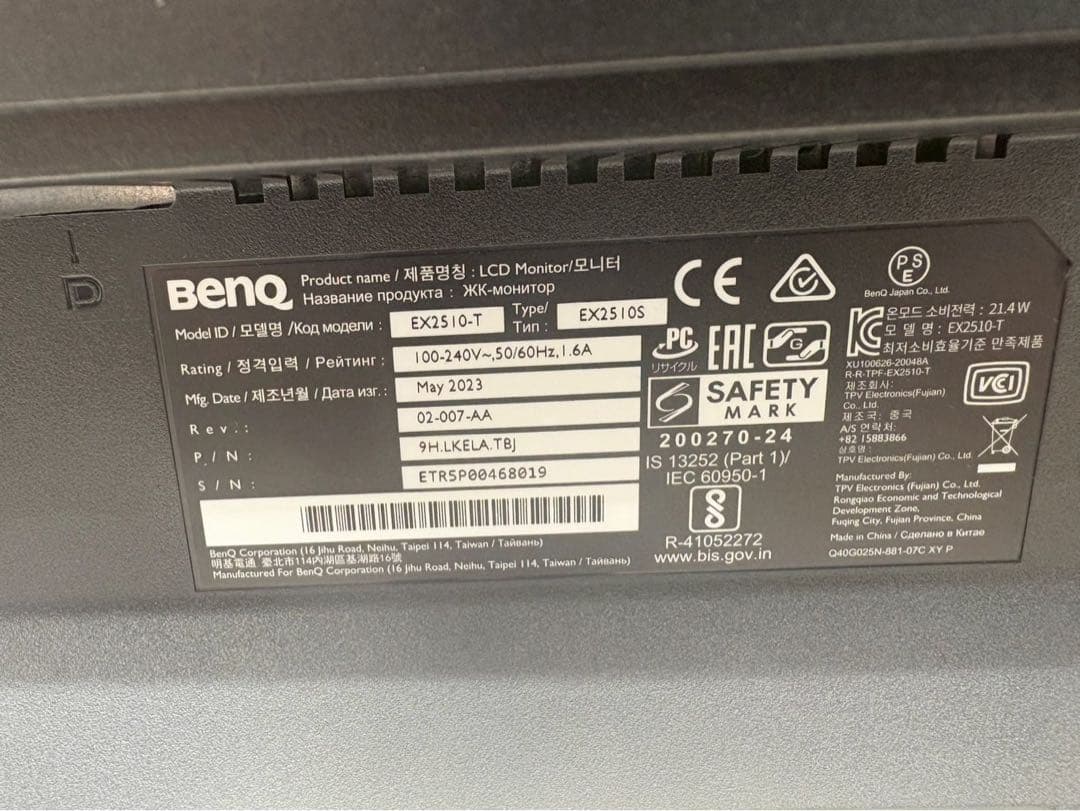 BenQ
Product name / 제품명칭 : LCD Monitor/모니터
Название продукта : ЖК-монитор
Model ID / 모델명 /Код модели : EX2510-T Type/ Тип : EX2510S
Rating / 정격입력 / Рейтинг : 100-240V~,50/60Hz,1.6A
Mfg. Date / 제조년월 / Дата изг. : May 2023
Rev.: 02-007-AA
P/N: 9H.LKELA.TBJ
S/N: ETR5P00468019
BenQ Corporation (16 Jihu Road, Neihu, Taipei 114, Taiwan / Тайвань)
明基電通 臺北市114內湖區基湖路16號
Manufactured For BenQ Corporation (16 Jihu Road, Neihu, Taipei 114, Taiwan / Тайвань)
CE
PSE
BenQ Japan Co., Ltd.
PC
リサイクル
EAC
G
SAFETY
MARK
200270-24
IS 13252 (Part 1)/
IEC 60950-1
R-41052272
www.bis.gov.in
온모드 소비전력 : 21.4W
모 델 명 : EX2510-T
최저소비효율기준 만족제품
XU100626-20048A
R-R-TPF-EX2510-T
제조회사:
TPV Electronics(Fujian)
Co., Ltd.
제조국: 중국
A/S 연락처:
+82 15883866
상호명:
TPV Electronics(Fujian) Co., Ltd.
VCCI
Manufactured By:
TPV Electronics (Fujian) Co., Ltd.
Rongqiao Economic and Technological
Development Zone,
Fuqing City, Fujian Province, China
Made in China / Сделано в Китае
Q40G025N-881-07C XY P